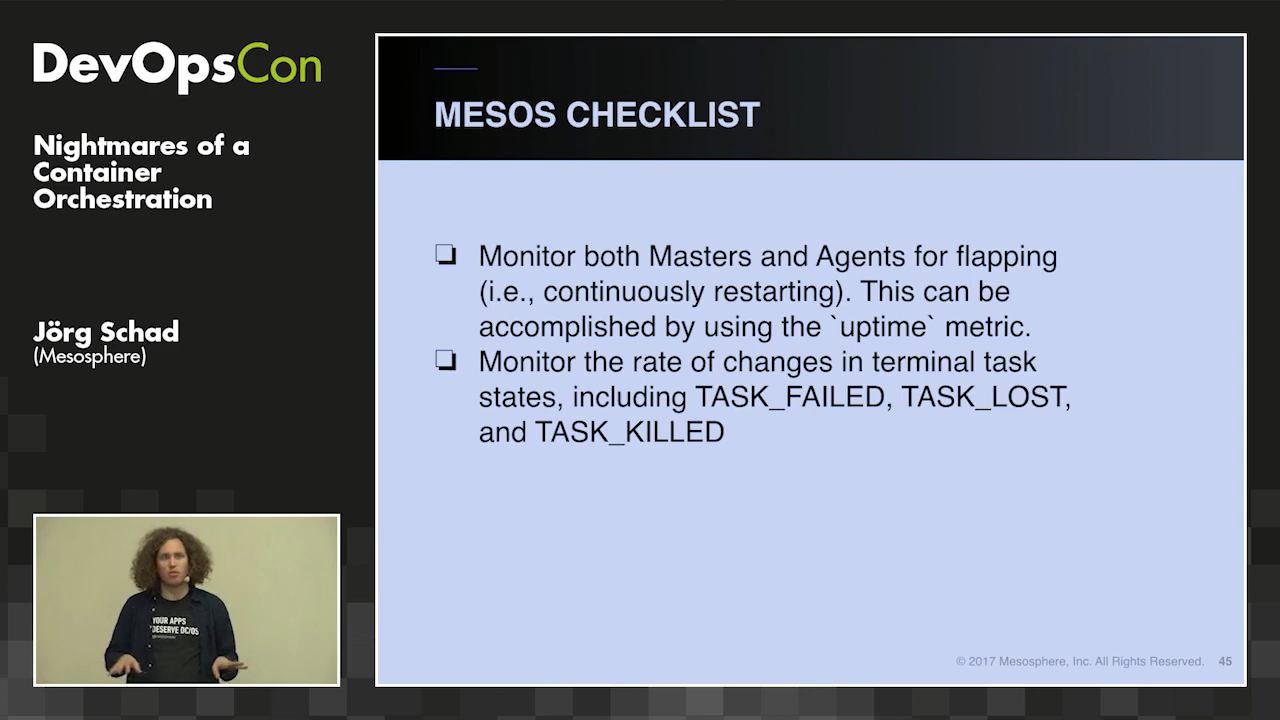 DevOpsCon
Nightmares of a
Container
Orchestration
Jörg Schad
(Mesosphere)
MESOS CHECKLIST
❏ Monitor both Masters and Agents for flapping
(i.e., continuously restarting). This can be
accomplished by using the `uptime` metric.
❏ Monitor the rate of changes in terminal task
states, including TASK_FAILED, TASK_LOST,
and TASK_KILLED
© 2017 Mesosphere, Inc. All Rights Reserved. 45
YOUR APPS
DESERVE DC/OS